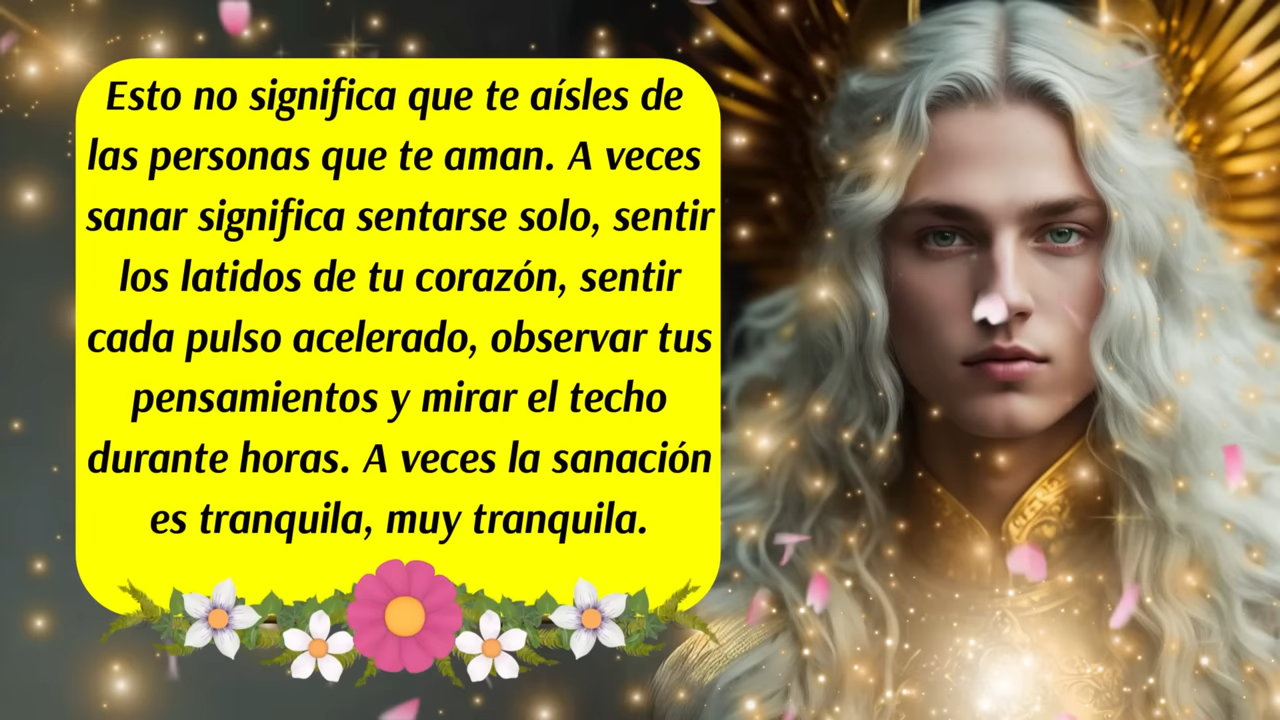 Esto no significa que te aísles de
las personas que te aman. A veces
sanar significa sentarse solo, sentir
los latidos de tu corazón, sentir
cada pulso acelerado, observar tus
pensamientos y mirar el techo
durante horas. A veces la sanación
es tranquila, muy tranquila.